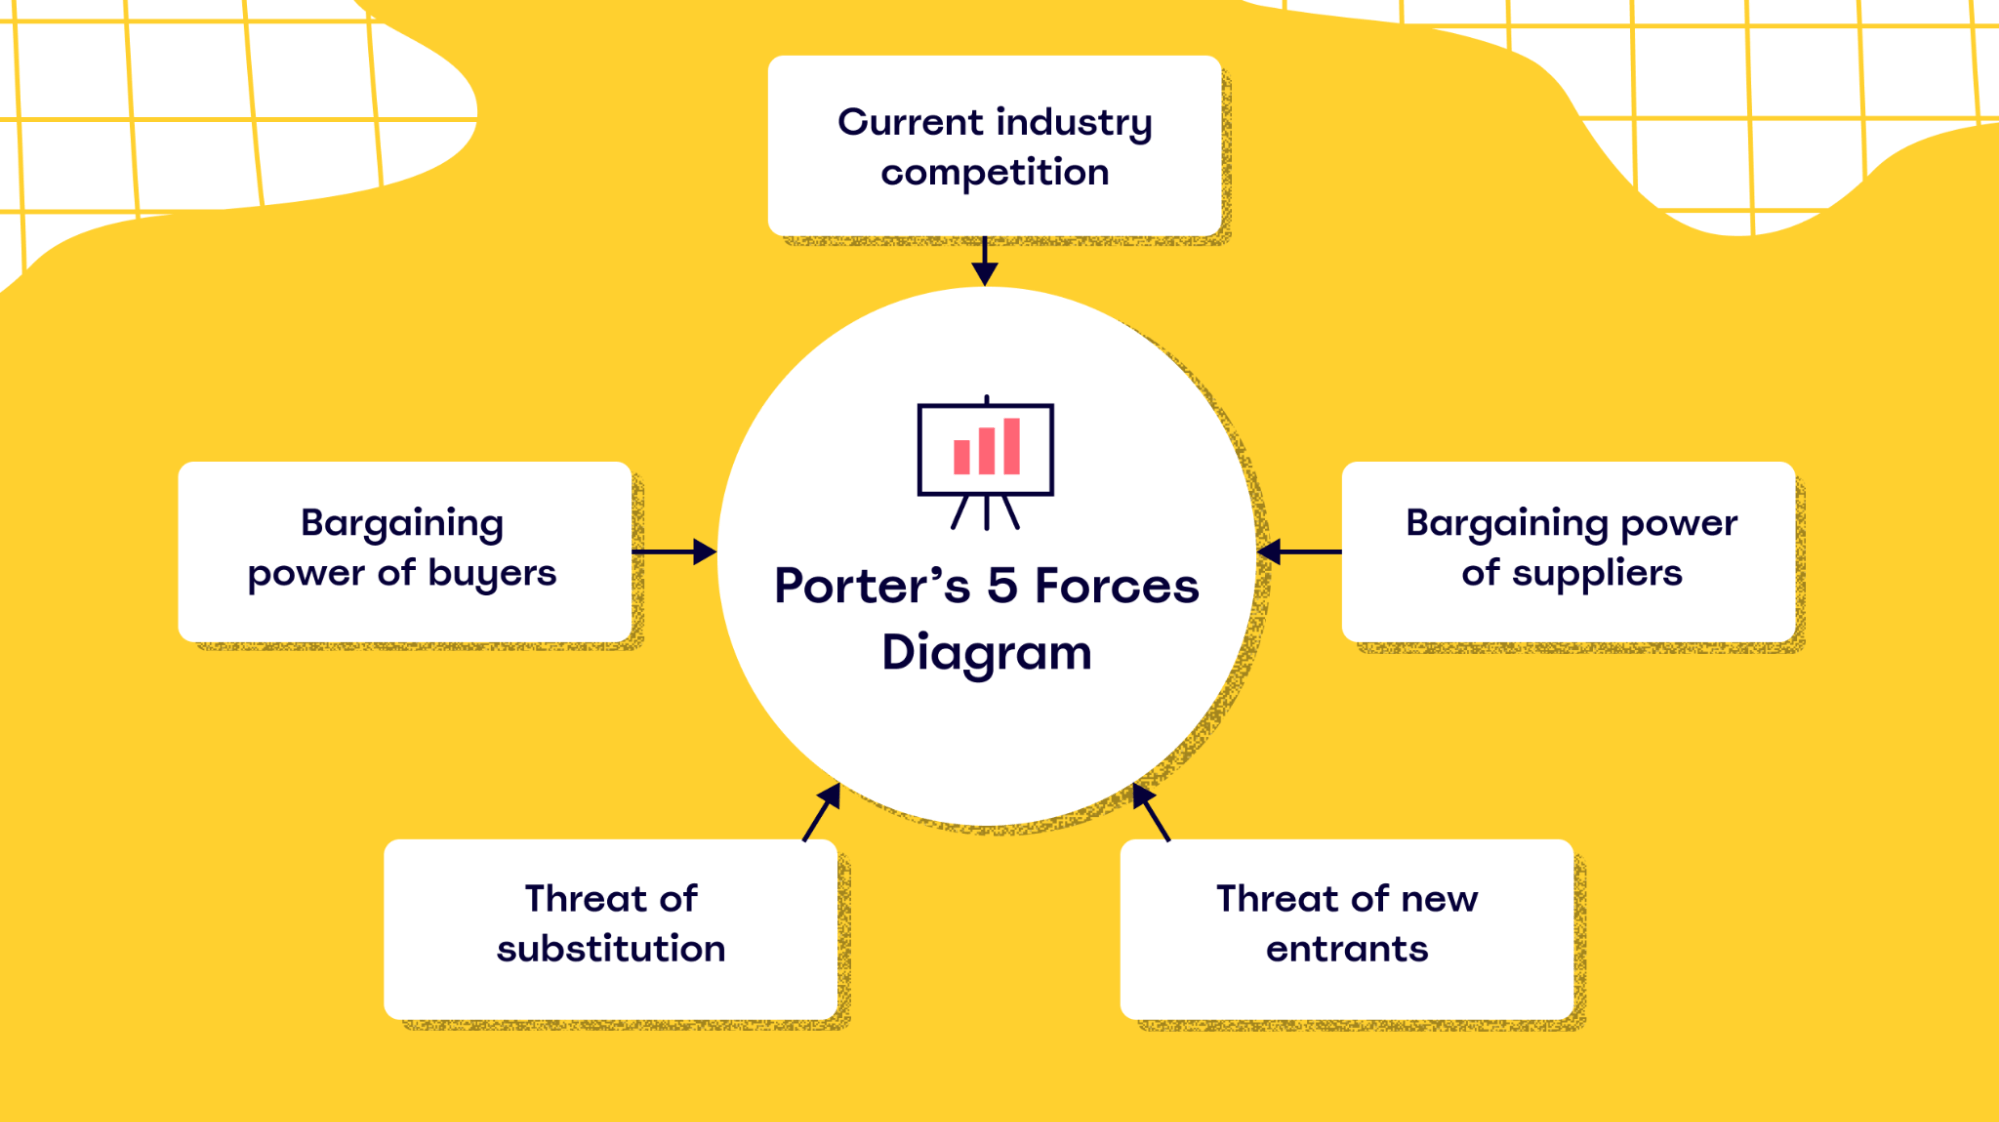 Current industry
competition
Bargaining
power of buyers
Porter’s 5 Forces
Diagram
Bargaining power
of suppliers
Threat of
substitution
Threat of new
entrants